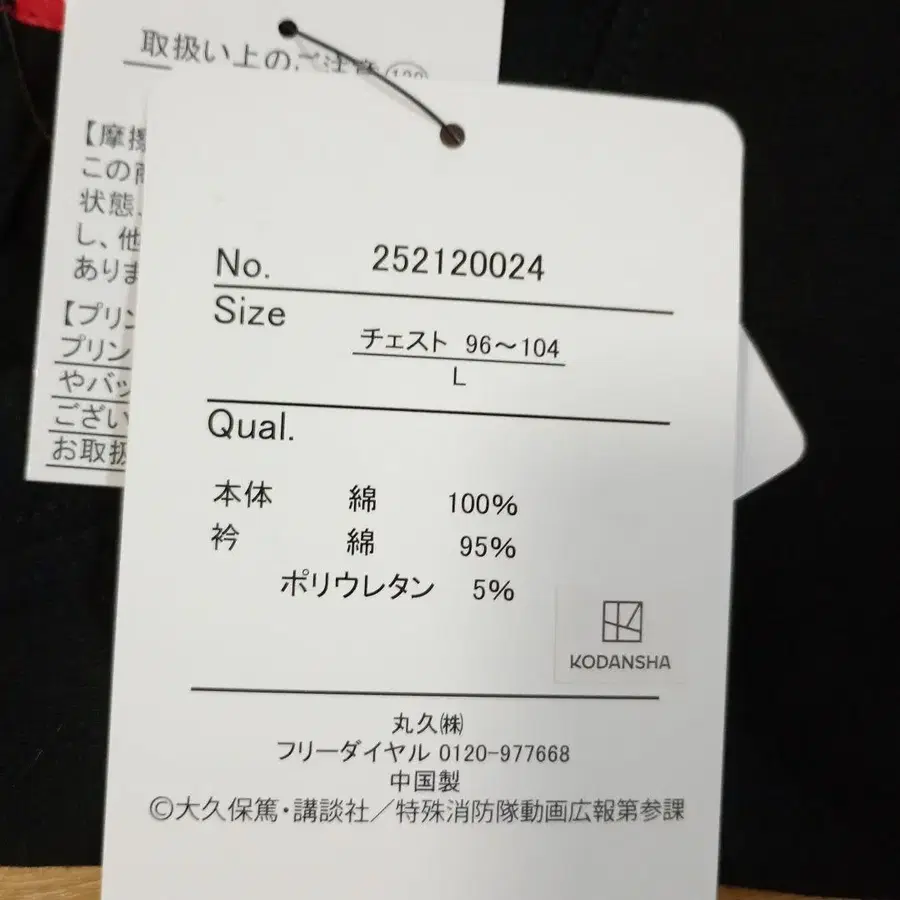 取扱い上のご注意
この
状態、
し、他
ありま
【プリン
プリン
やバッ
ござい
お取扱
No. 252120024
Size
チェスト 96～104
L
Qual.
本体 綿 100%
衿 綿 95%
ポリウレタン 5%
KODANSHA
丸久㈱
フリーダイヤル 0120-977668
中国製
©大久保篤・講談社／特殊消防隊動画広報第参課